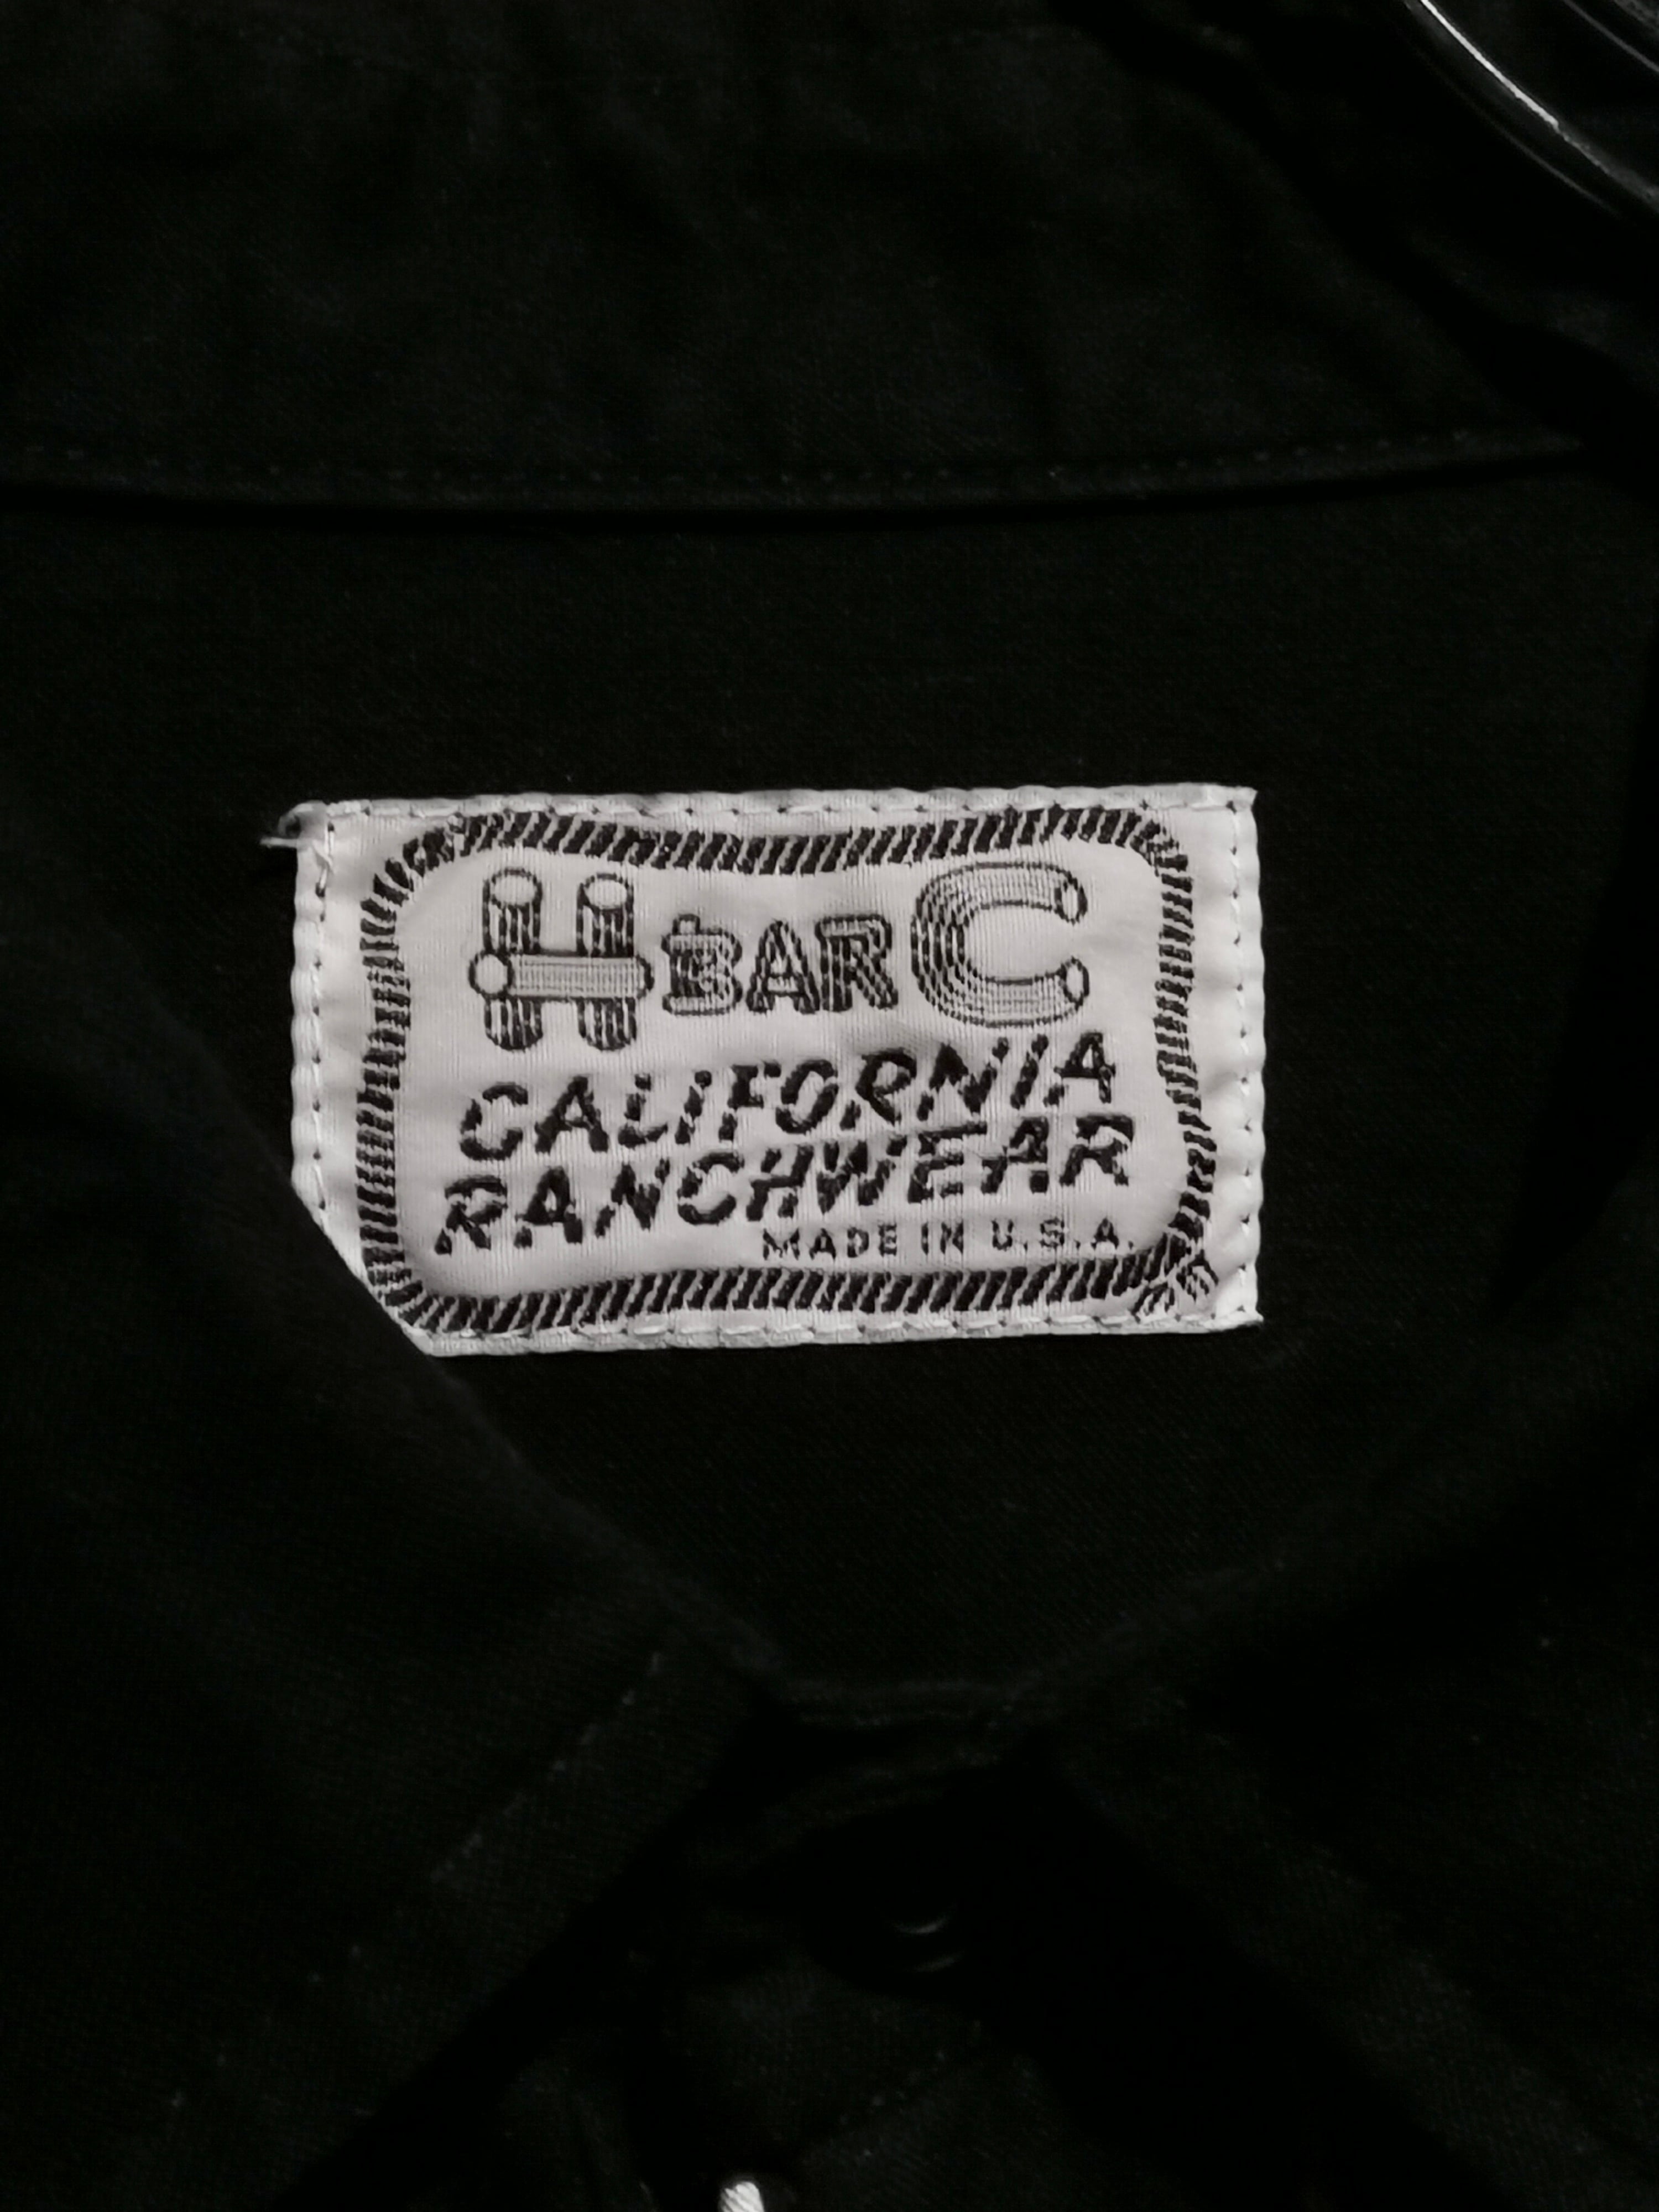 H BAR C
CALIFORNIA
RANCHWEAR
MADE IN U.S.A.